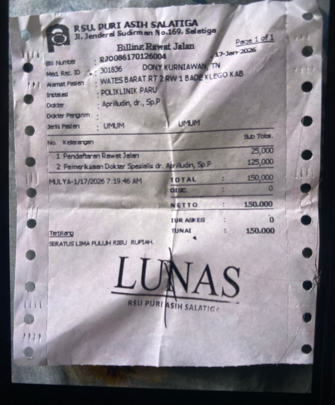 RSU. PURI ASIH SALATIGA
Jl. Jenderal Sudirman No.169. Salatiga
Page 1 of 1
Billing Rawat Jalan
Bill Number : RJ0086170126004 17-Jan-2026
Med. Rec. ID : 301836 DONY KURNIAWAN, TN
Alamat Pasien : WATES BARAT RT 2 RW 1 BADE KLEGO KAB
Instalasi : POLIKLINIK PARU
Dokter : Aprilludin, dr., Sp.P
Dokter Pengirim :
Jenis Pasien : UMUM UMUM
No. Keterangan Sub Total
1 Pendaftaran Rawat Jalan 25,000
2 Pemeriksaan Dokter Spesialis dr. Aprilludin, Sp.P 125,000
MULYA-1/17/2026 7:19:46 AM TOTAL : 150,000
DISC. : 0
NETTO : 150.000
IUR ASKES : 0
TUNAI : 150.000
Terbilang
SERATUS LIMA PULUH RIBU RUPIAH
LUNAS
RSU PURI ASIH SALATIGA